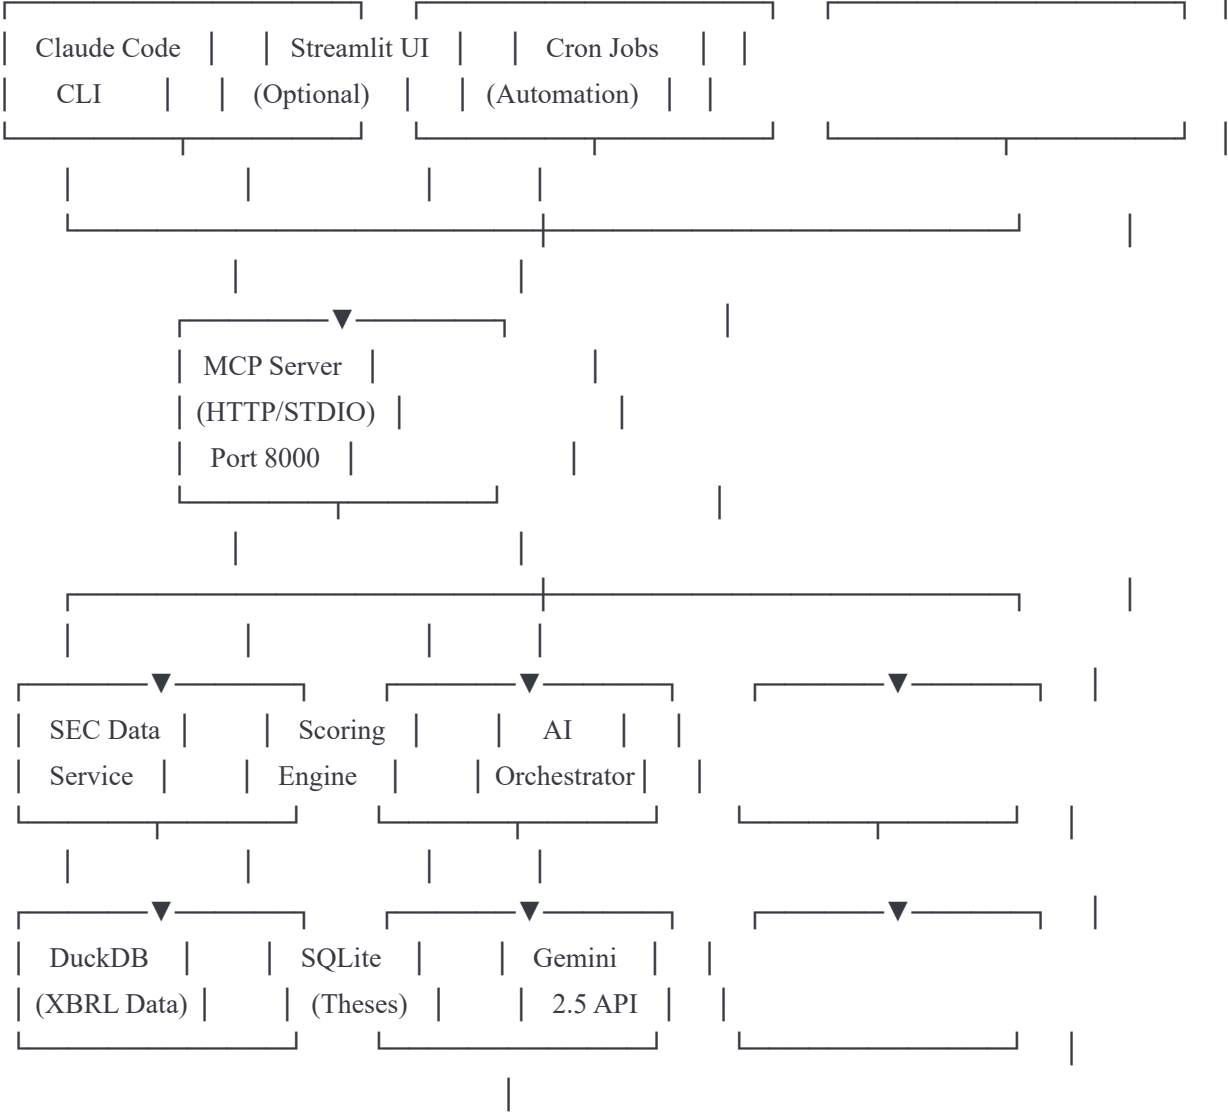 Claude Code Streamlit UI Cron Jobs
CLI (Optional) (Automation)
▼
MCP Server
(HTTP/STDIO)
Port 8000
▼ ▼ ▼
SEC Data Scoring AI
Service Engine Orchestrator
▼ ▼ ▼
DuckDB SQLite Gemini
(XBRL Data) (Theses) 2.5 API